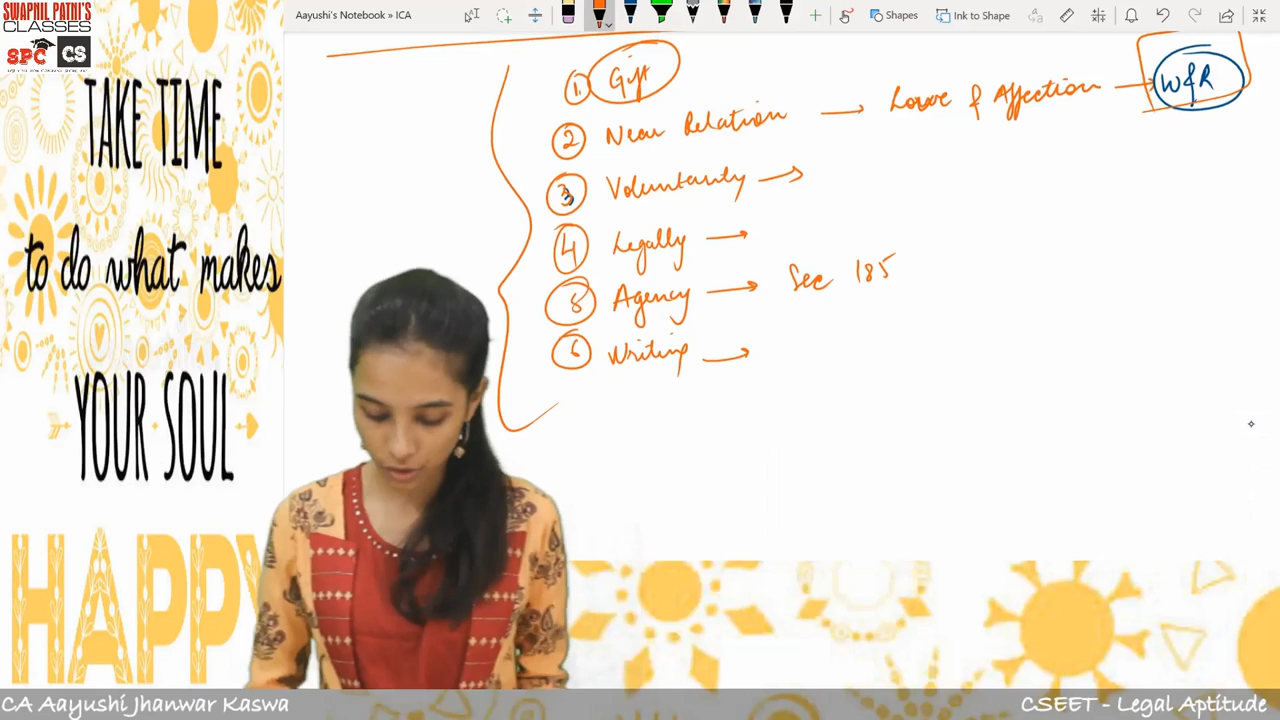 SWAPNIL PATNI'S
CLASSES
SPC CS
Aayushi's Notebook » ICA
Shapes
Ink to Shape
TAKE TIME
to do what makes
YOUR SOUL
HAPPY
1. Gift
2 Near Relation → Love & Affection → W&R
3 Voluntarily →
4 Legally →
5 Agency → Sec 185
6 Writing →
CA Aayushi Jhanwar Kaswa
CSEET - Legal Aptitude